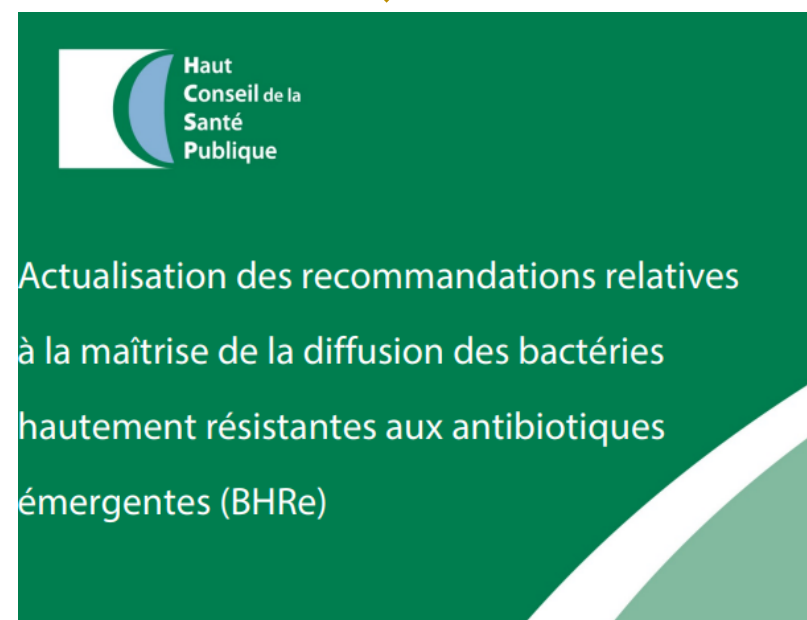 Haut
Conseil de la
Santé
Publique
Actualisation des recommandations relatives
à la maîtrise de la diffusion des bactéries
hautement résistantes aux antibiotiques
émergentes (BHRe)